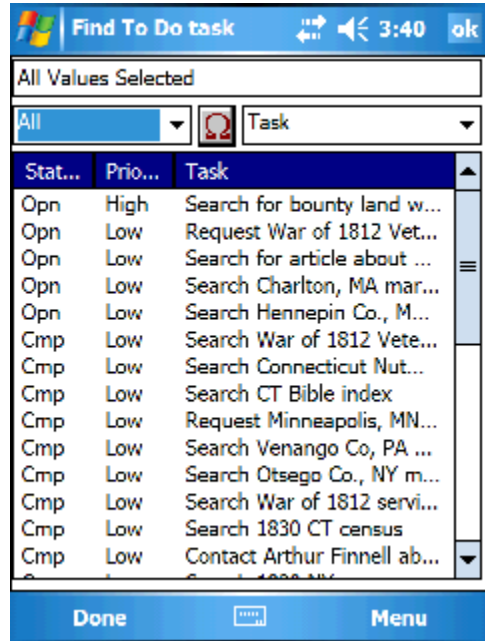 Find To Do task 3:40 ok
All Values Selected
All Ω Task
Stat... Prio... Task
Opn High Search for bounty land w...
Opn Low Request War of 1812 Vet...
Opn Low Search for article about ...
Opn Low Search Charlton, MA mar...
Opn Low Search Hennepin Co., M...
Cmp Low Search War of 1812 Vete...
Cmp Low Search Connecticut Nut...
Cmp Low Search CT Bible index
Cmp Low Request Minneapolis, MN...
Cmp Low Search Venango Co, PA ...
Cmp Low Search Otsego Co., NY m...
Cmp Low Search War of 1812 servi...
Cmp Low Search 1830 CT census
Cmp Low Contact Arthur Finnell ab...
Done Menu